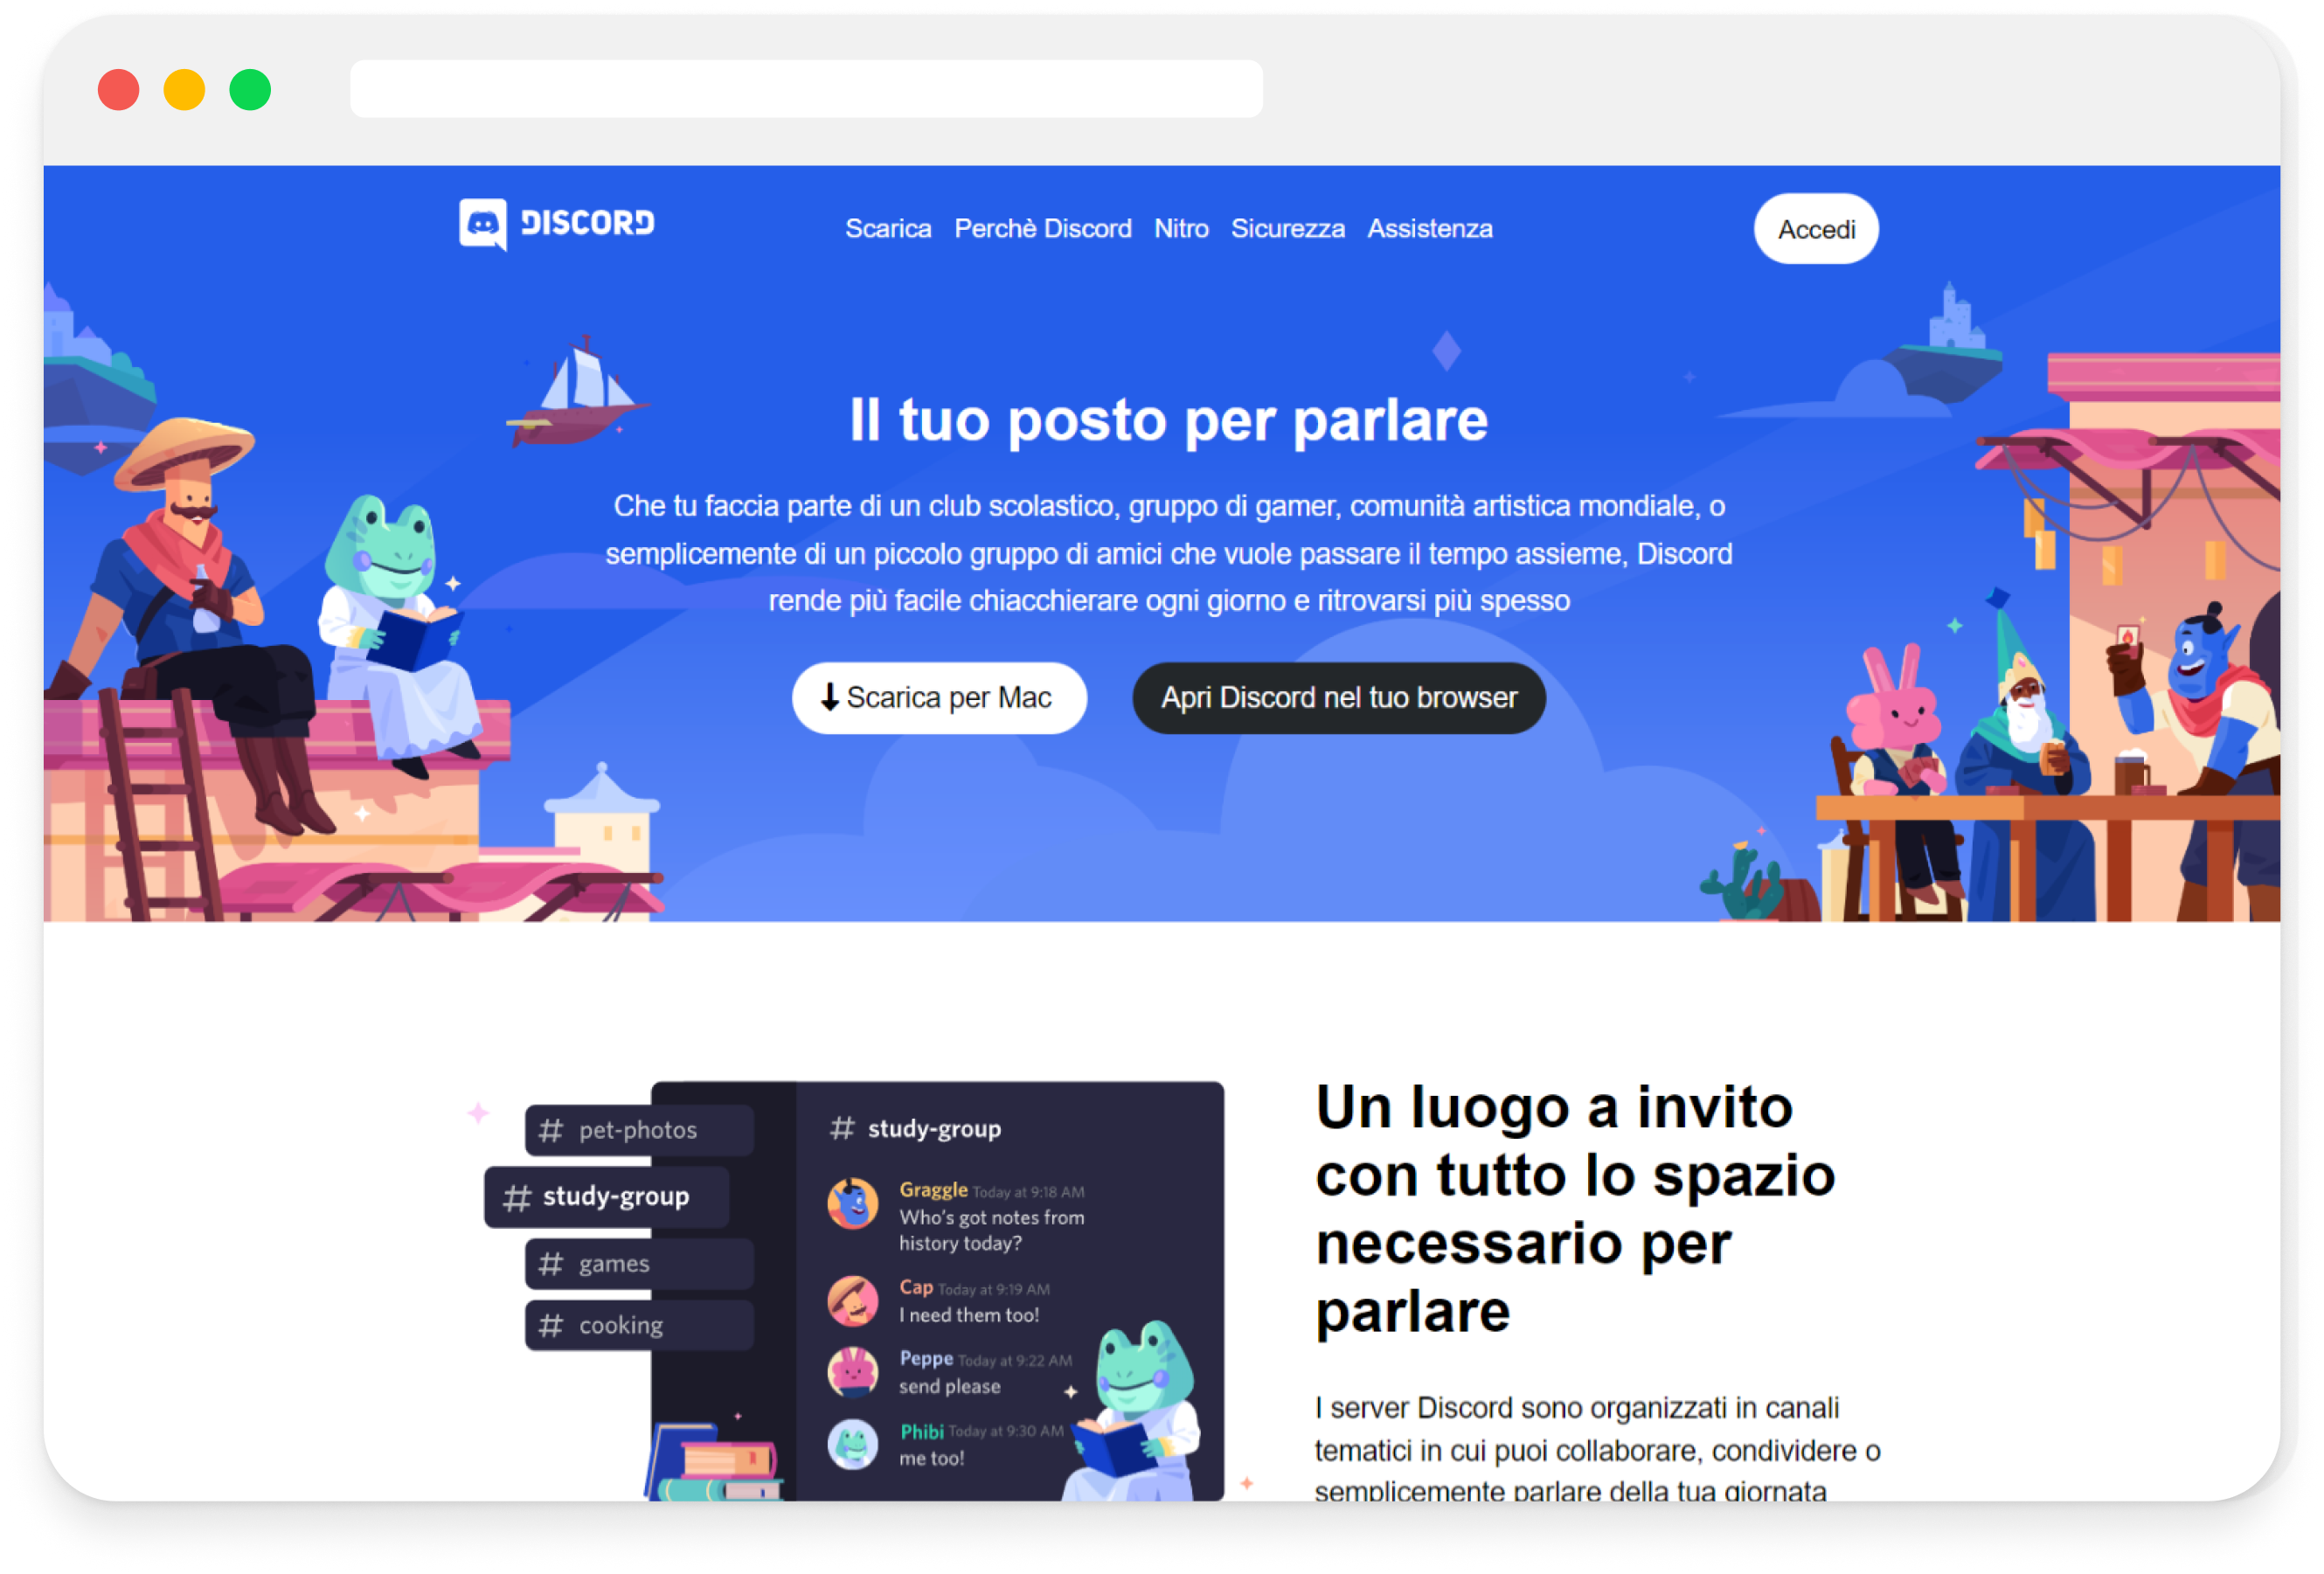 DISCORD
Scarica Perchè Discord Nitro Sicurezza Assistenza
Accedi
Il tuo posto per parlare
Che tu faccia parte di un club scolastico, gruppo di gamer, comunità artistica mondiale, o
semplicemente di un piccolo gruppo di amici che vuole passare il tempo assieme, Discord
rende più facile chiacchierare ogni giorno e ritrovarsi più spesso
Scarica per Mac
Apri Discord nel tuo browser
# pet-photos
# study-group
# games
# cooking
# study-group
Graggle Today at 9:18 AM
Who's got notes from
history today?
Cap Today at 9:19 AM
I need them too!
Peppe Today at 9:22 AM
send please
Phibi Today at 9:30 AM
me too!
Un luogo a invito
con tutto lo spazio
necessario per
parlare
I server Discord sono organizzati in canali
tematici in cui puoi collaborare, condividere o
semplicemente parlare della tua giornata